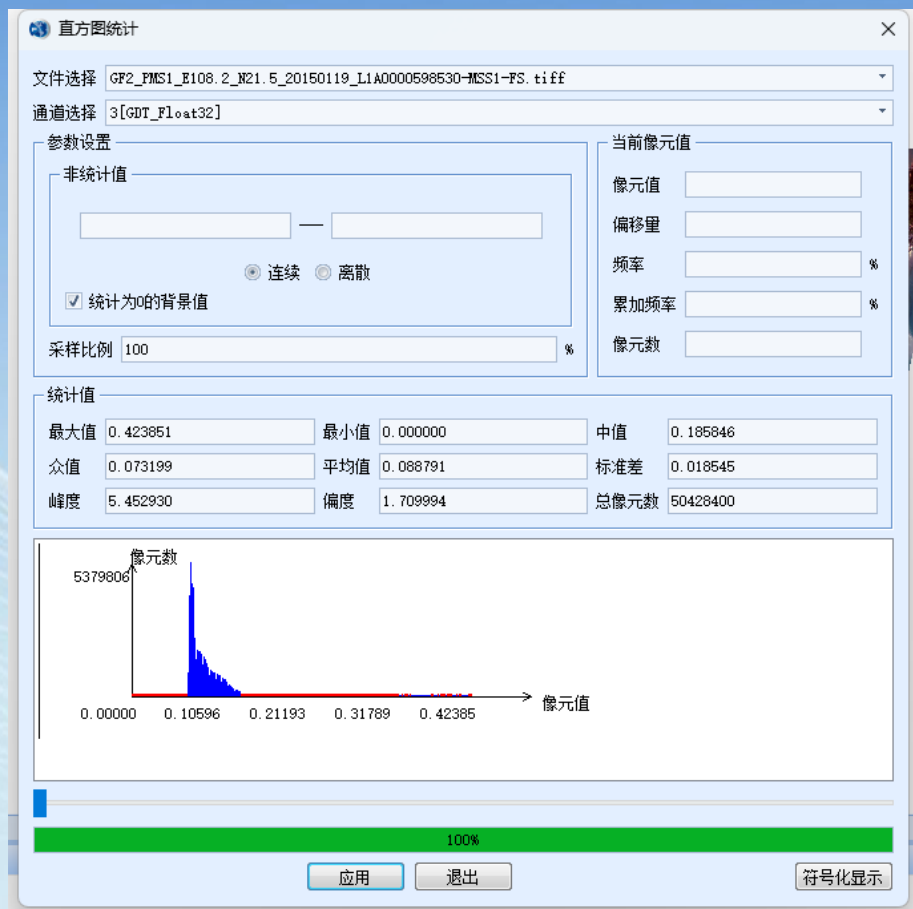 直方图统计
文件选择 GF2_PMS1_E108.2_N21.5_20150119_L1A0000598530-MSS1-FS.tiff
通道选择 3[GDT_Float32]
参数设置
非统计值
—
连续 离散
统计为0的背景值
采样比例 100 %
当前像元值
像元值
偏移量
频率 %
累加频率 %
像元数
统计值
最大值 0.423851 最小值 0.000000 中值 0.185846
众值 0.073199 平均值 0.088791 标准差 0.018545
峰度 5.452930 偏度 1.709994 总像元数 50428400
像元数
5379806
像元值
0.00000 0.10596 0.21193 0.31789 0.42385
100%
应用 退出 符号化显示